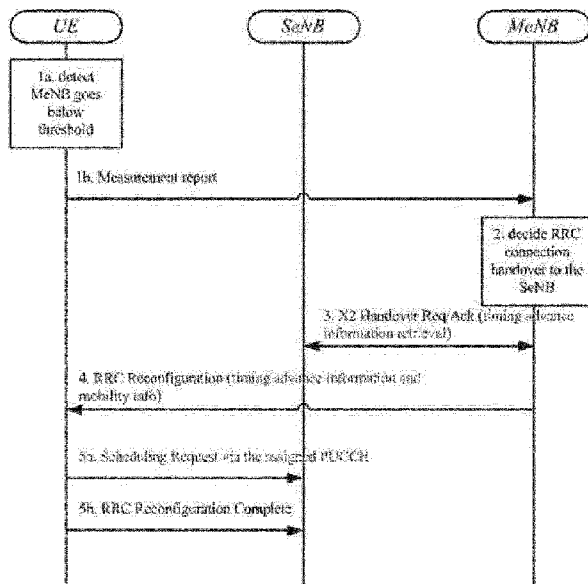 UE
SeNB
MeNB
1a. detect
MeNB goes
below
threshold
1b. Measurement report
2. decide RRC
connection
handover to the
SeNB
3. X2 Handover Req/Ack (timing advance
information retrieval)
4. RRC Reconfiguration (timing advance information and
mobility info)
5a. Scheduling Request via the assigned PUCCH
5b. RRC Reconfiguration Complete